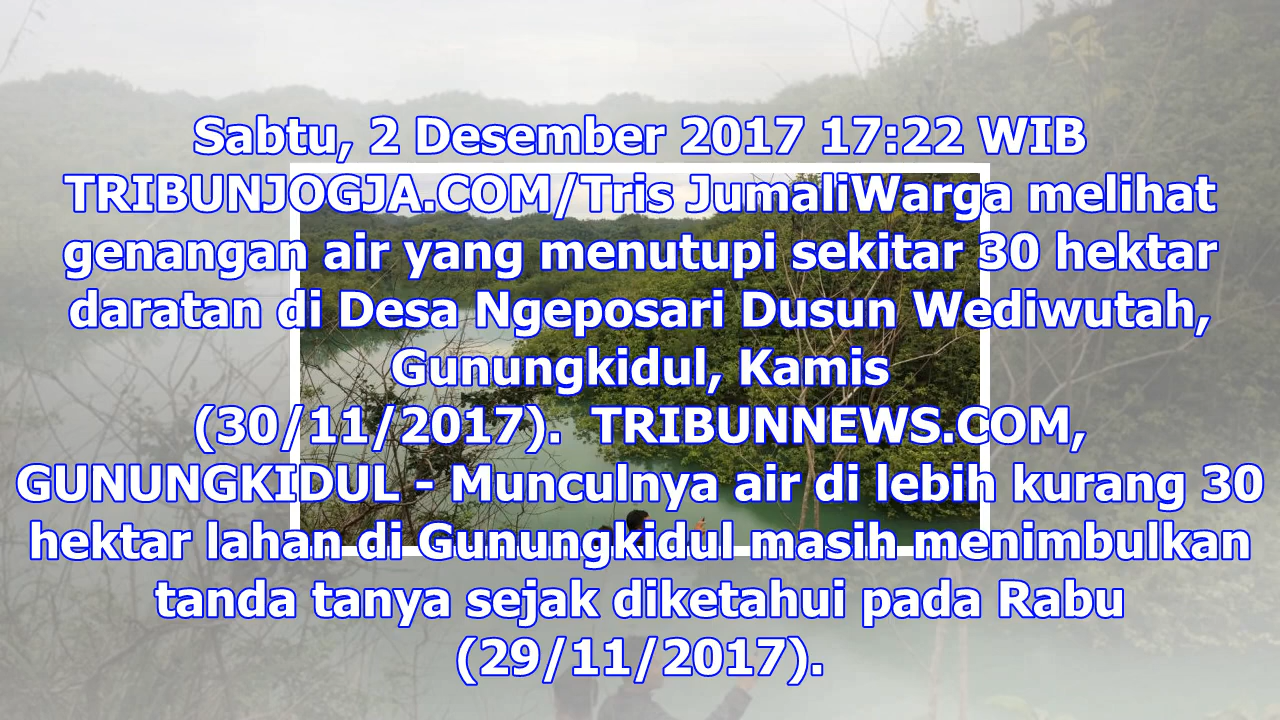 Sabtu, 2 Desember 2017 17:22 WIB
TRIBUNJOGJA.COM/Tris JumaliWarga melihat
genangan air yang menutupi sekitar 30 hektar
daratan di Desa Ngeposari Dusun Wediwutah,
Gunungkidul, Kamis
(30/11/2017).  TRIBUNNEWS.COM,
GUNUNGKIDUL - Munculnya air di lebih kurang 30
hektar lahan di Gunungkidul masih menimbulkan
tanda tanya sejak diketahui pada Rabu
(29/11/2017).